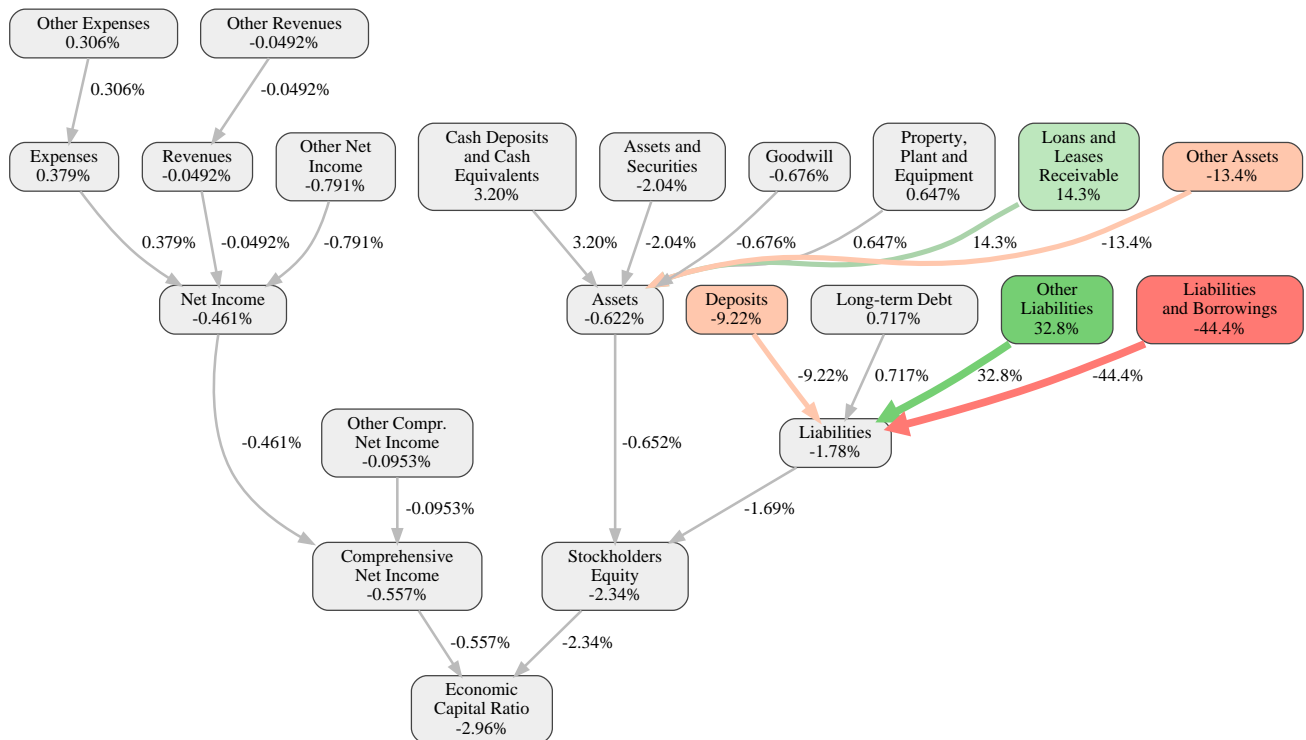 Other Expenses
0.306%
Other Revenues
-0.0492%
0.306%
-0.0492%
Expenses
0.379%
Revenues
-0.0492%
Other Net
Income
-0.791%
Cash Deposits
and Cash
Equivalents
3.20%
Assets and
Securities
-2.04%
Goodwill
-0.676%
Property,
Plant and
Equipment
0.647%
Loans and
Leases
Receivable
14.3%
Other Assets
-13.4%
0.379%
-0.0492%
-0.791%
3.20%
-2.04%
-0.676%
0.647%
14.3%
-13.4%
Net Income
-0.461%
Assets
-0.622%
Deposits
-9.22%
Long-term Debt
0.717%
Other
Liabilities
32.8%
Liabilities
and Borrowings
-44.4%
-9.22%
0.717%
32.8%
-44.4%
Other Compr.
Net Income
-0.0953%
Liabilities
-1.78%
-0.461%
-0.652%
-0.0953%
-1.69%
Comprehensive
Net Income
-0.557%
Stockholders
Equity
-2.34%
-0.557%
-2.34%
Economic
Capital Ratio
-2.96%